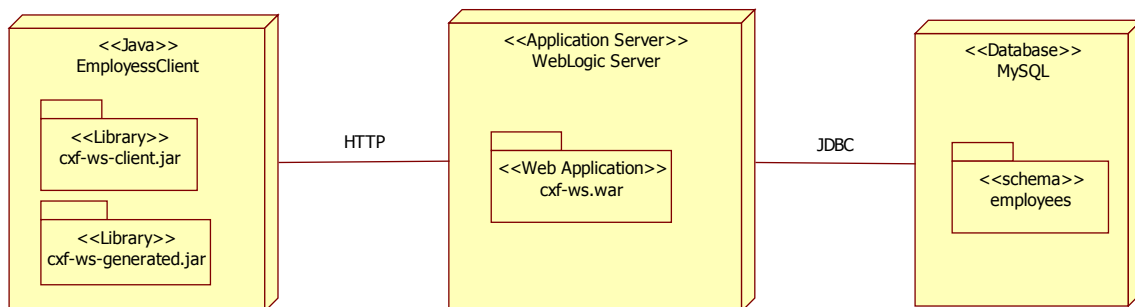 <<Java>>
EmployessClient
<<Library>>
cxf-ws-client.jar
<<Library>>
cxf-ws-generated.jar
HTTP
<<Application Server>>
WebLogic Server
<<Web Application>>
cxf-ws.war
JDBC
<<Database>>
MySQL
<<schema>>
employees